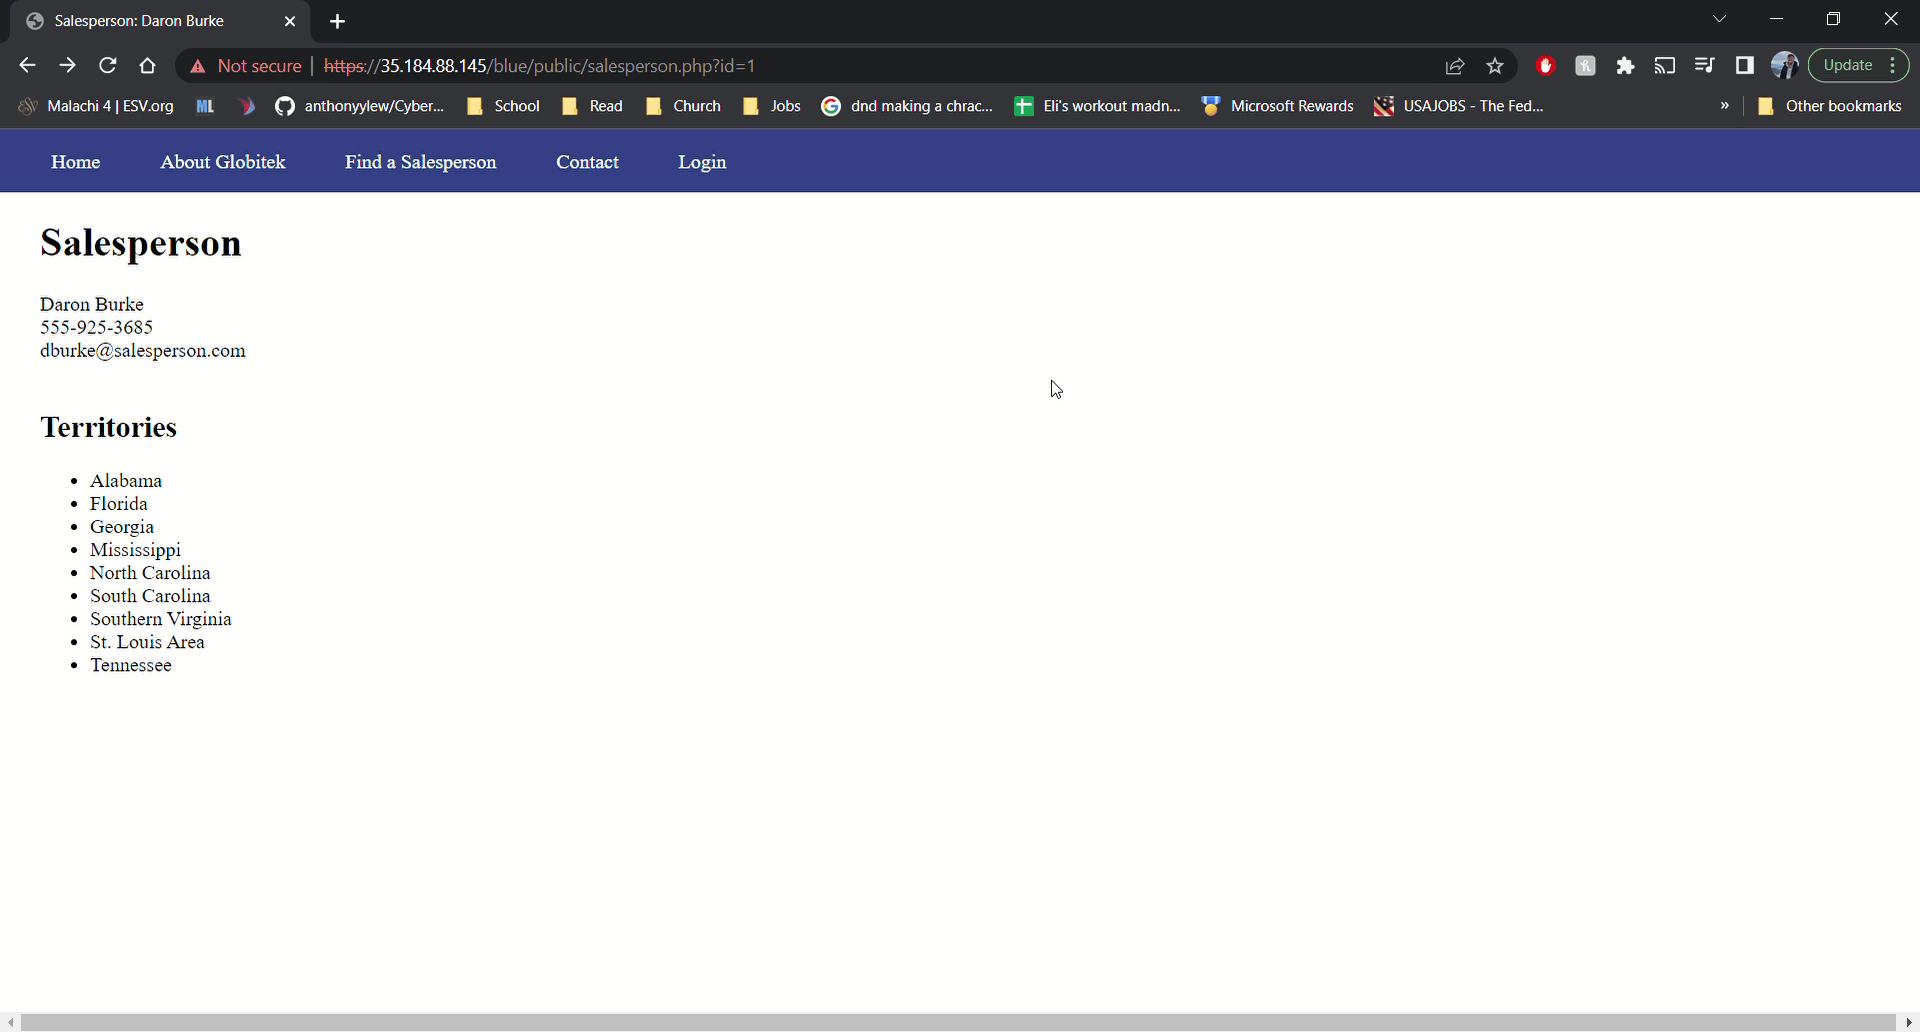 Salesperson: Daron Burke
Not secure | https://35.184.88.145/blue/public/salesperson.php?id=1
Update
Malachi 4 | ESV.org ML anthonyylew/Cyber... School Read Church Jobs dnd making a chrac... Eli's workout madn... Microsoft Rewards USAJOBS - The Fed... » Other bookmarks
Home About Globitek Find a Salesperson Contact Login
Salesperson
Daron Burke
555-925-3685
dburke@salesperson.com
Territories
• Alabama
• Florida
• Georgia
• Mississippi
• North Carolina
• South Carolina
• Southern Virginia
• St. Louis Area
• Tennessee